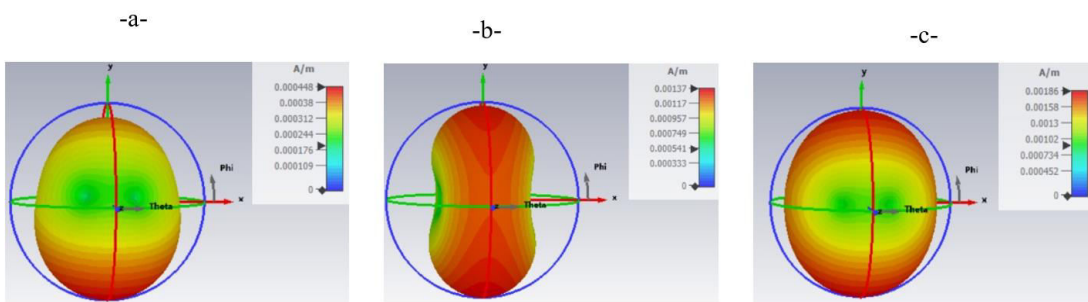 -a-
-b-
-c-
y
A/m
0.000448
0.00038
0.000312
0.000244
0.000176
0.000109
0
Phi
x
z
Theta
y
A/m
0.00137
0.00117
0.000957
0.000749
0.000541
0.000333
0
Phi
x
z
Theta
y
A/m
0.00186
0.00158
0.0013
0.00102
0.000734
0.000452
0
Phi
x
z
Theta